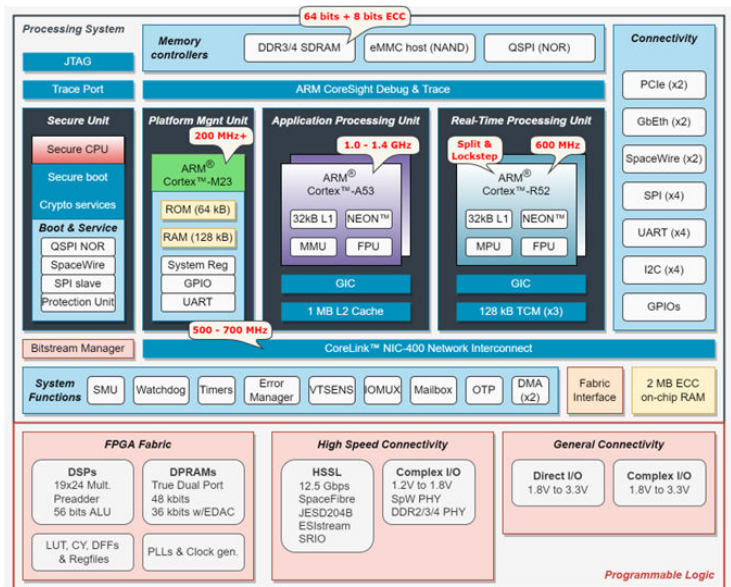 64 bits + 8 bits ECC
Processing System
JTAG
Trace Port
Memory
controllers
DDR3/4 SDRAM
eMMC host (NAND)
QSPI (NOR)
ARM CoreSight Debug & Trace
Connectivity
PCIe (x2)
GbEth (x2)
SpaceWire (x2)
SPI (x4)
UART (x4)
I2C (x4)
GPIOs
Secure Unit
Secure CPU
Secure boot
Crypto services
Boot & Service
QSPI NOR
SpaceWire
SPI slave
Protection Unit
Platform Mgnt Unit
200 MHz+
ARM®
Cortex™-M23
ROM (64 kB)
RAM (128 kB)
System Reg
GPIO
UART
Application Processing Unit
1.0 - 1.4 GHz
ARM®
Cortex™-A53
32kB L1
NEON™
MMU
FPU
GIC
1 MB L2 Cache
Real-Time Processing Unit
Split &
Lockstep
600 MHz
ARM®
Cortex™-R52
32kB L1
NEON™
MPU
FPU
GIC
128 kB TCM (x3)
500 - 700 MHz
Bitstream Manager
CoreLink™ NIC-400 Network Interconnect
System
Functions
SMU
Watchdog
Timers
Error
Manager
VTSENS
IOMUX
Mailbox
OTP
DMA
(x2)
Fabric
Interface
2 MB ECC
on-chip RAM
FPGA Fabric
DSPs
19x24 Mult.
Preadder
56 bits ALU
DPRAMs
True Dual Port
48 kbits
36 kbits w/EDAC
LUT, CY, DFFs
& Regfiles
PLLs & Clock gen.
High Speed Connectivity
HSSL
12.5 Gbps
SpaceFibre
JESD204B
ESIstream
SRIO
Complex I/O
1.2V to 1.8V
SpW PHY
DDR2/3/4 PHY
General Connectivity
Direct I/O
1.8V to 3.3V
Complex I/O
1.8V to 3.3V
Programmable Logic